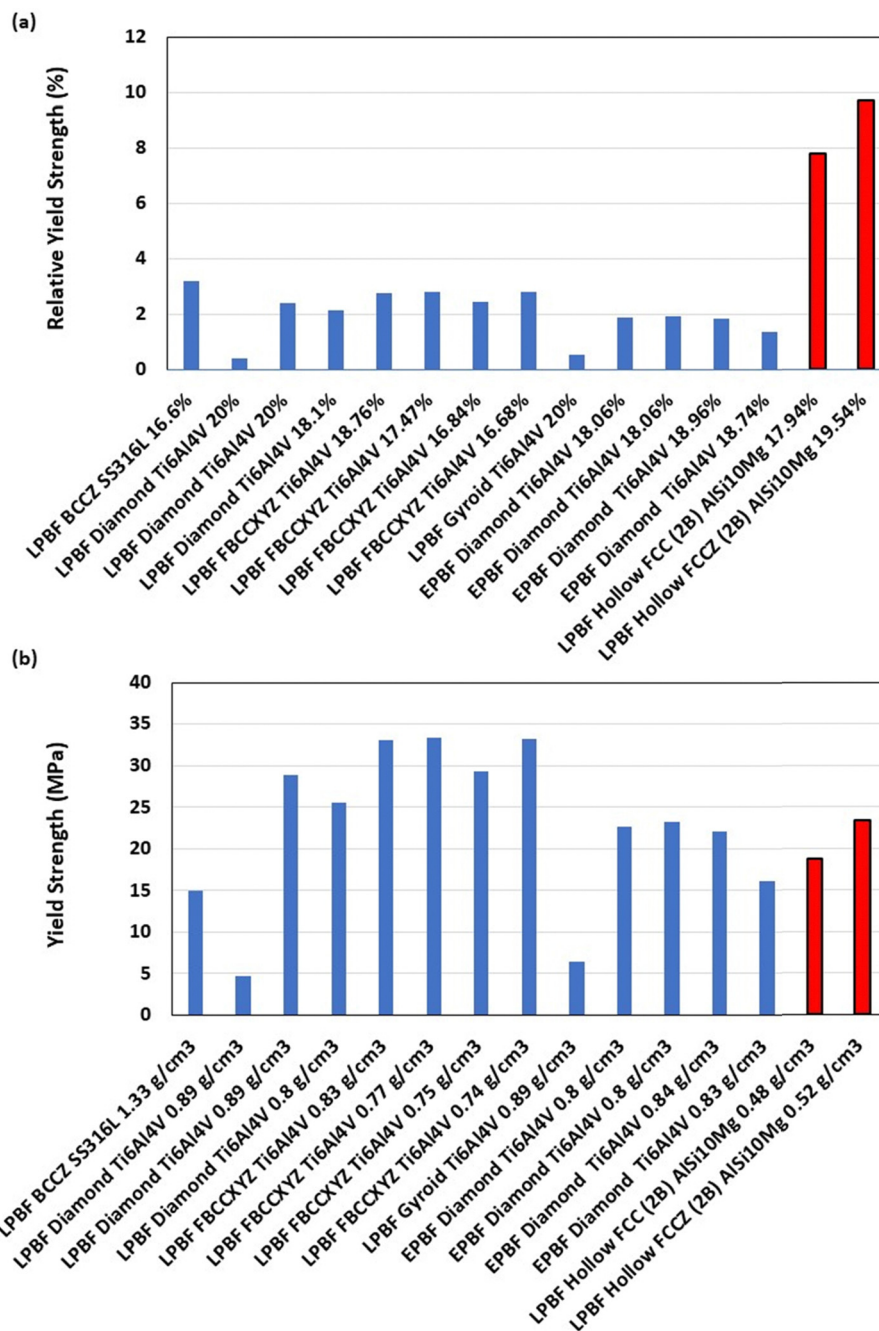 (a)
Relative Yield Strength (%)
12
10
8
6
4
2
0
LPBF BCCZ SS316L 16.6%
LPBF Diamond Ti6Al4V 20%
LPBF Diamond Ti6Al4V 20%
LPBF Diamond Ti6Al4V 18.1%
LPBF FBCCXYZ Ti6Al4V 18.76%
LPBF FBCCXYZ Ti6Al4V 17.47%
LPBF FBCCXYZ Ti6Al4V 16.84%
LPBF FBCCXYZ Ti6Al4V 16.68%
LPBF Gyroid Ti6Al4V 20%
EPBF Diamond Ti6Al4V 18.06%
EPBF Diamond Ti6Al4V 18.06%
EPBF Diamond Ti6Al4V 18.96%
EPBF Diamond Ti6Al4V 18.74%
LPBF Hollow FCC (2B) AlSi10Mg 17.94%
LPBF Hollow FCCZ (2B) AlSi10Mg 19.54%
(b)
Yield Strength (MPa)
40
35
30
25
20
15
10
5
0
LPBF BCCZ SS316L 1.33 g/cm3
LPBF Diamond Ti6Al4V 0.89 g/cm3
LPBF Diamond Ti6Al4V 0.89 g/cm3
LPBF Diamond Ti6Al4V 0.8 g/cm3
LPBF FBCCXYZ Ti6Al4V 0.83 g/cm3
LPBF FBCCXYZ Ti6Al4V 0.77 g/cm3
LPBF FBCCXYZ Ti6Al4V 0.75 g/cm3
LPBF FBCCXYZ Ti6Al4V 0.74 g/cm3
LPBF Gyroid Ti6Al4V 0.89 g/cm3
EPBF Diamond Ti6Al4V 0.8 g/cm3
EPBF Diamond Ti6Al4V 0.8 g/cm3
EPBF Diamond Ti6Al4V 0.84 g/cm3
EPBF Diamond Ti6Al4V 0.83 g/cm3
LPBF Hollow FCC (2B) AlSi10Mg 0.48 g/cm3
LPBF Hollow FCCZ (2B) AlSi10Mg 0.52 g/cm3